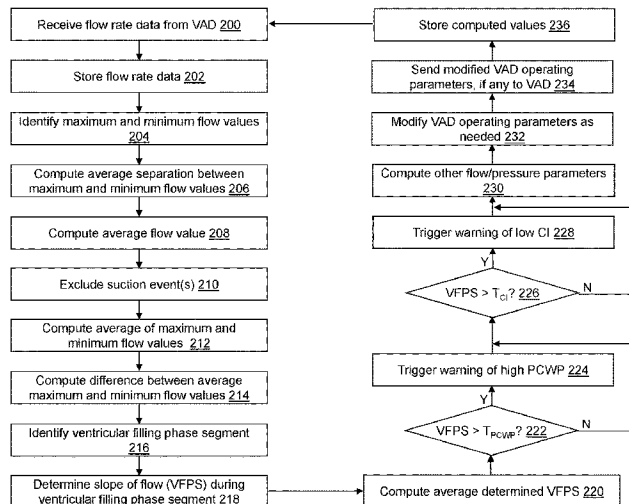 Receive flow rate data from VAD 200
Store flow rate data 202
Identify maximum and minimum flow values
204
Compute average separation between
maximum and minimum flow values 206
Compute average flow value 208
Exclude suction event(s) 210
Compute average of maximum and
minimum flow values 212
Compute difference between average
maximum and minimum flow values 214
Identify ventricular filling phase segment
216
Determine slope of flow (VFPS) during
ventricular filling phase segment 218
Compute average determined VFPS 220
VFPS > TPCWP? 222
Y
N
Trigger warning of high PCWP 224
VFPS > TCI? 226
Y
N
Trigger warning of low CI 228
Compute other flow/pressure parameters
230
Modify VAD operating parameters as
needed 232
Send modified VAD operating
parameters, if any to VAD 234
Store computed values 236